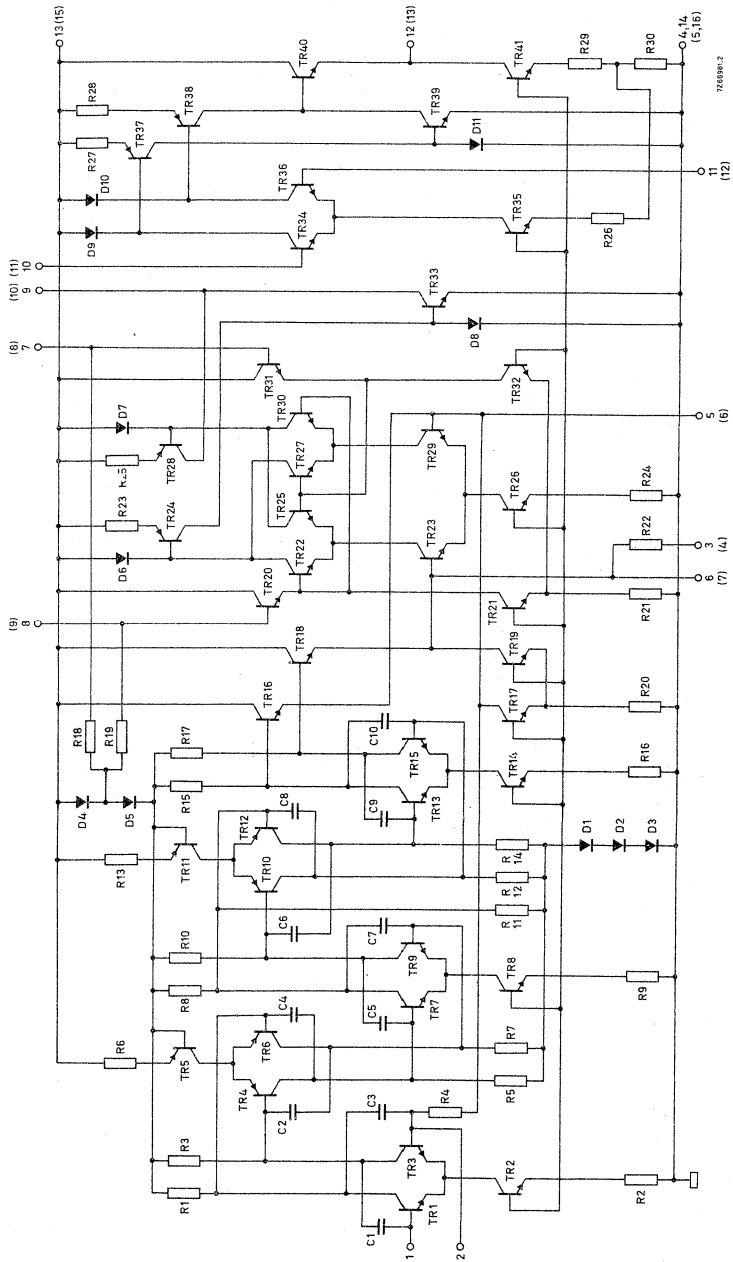 13 (15)
12 (13)
4,14
(5,16)
7Z66981.2
TR40
TR41
R29
R30
R28
TR38
TR39
D11
R27
TR37
D10
TR36
11
(12)
D9
TR34
TR35
R26
(11)
10
(10)
9
TR33
D8
(8)
7
TR31
TR32
D7
TR30
5
(6)
TR28
TR27
TR29
R23
TR24
TR25
TR26
R24
D6
TR22
TR23
R22
3
(4)
6
(7)
(9)
8
TR20
TR21
R21
TR18
TR19
R18
R19
TR16
TR17
R20
R17
C10
D4
D5
R15
TR15
TR14
R16
C9
TR13
C8
R13
TR11
TR12
R
14
D1
D2
D3
TR10
R
12
C6
R
11
R10
C7
R8
TR9
TR8
R9
C5
TR7
C4
R6
TR5
TR6
R7
TR4
R5
C2
C3
R4
R3
R1
TR3
TR2
R2
TR1
C1
1
2